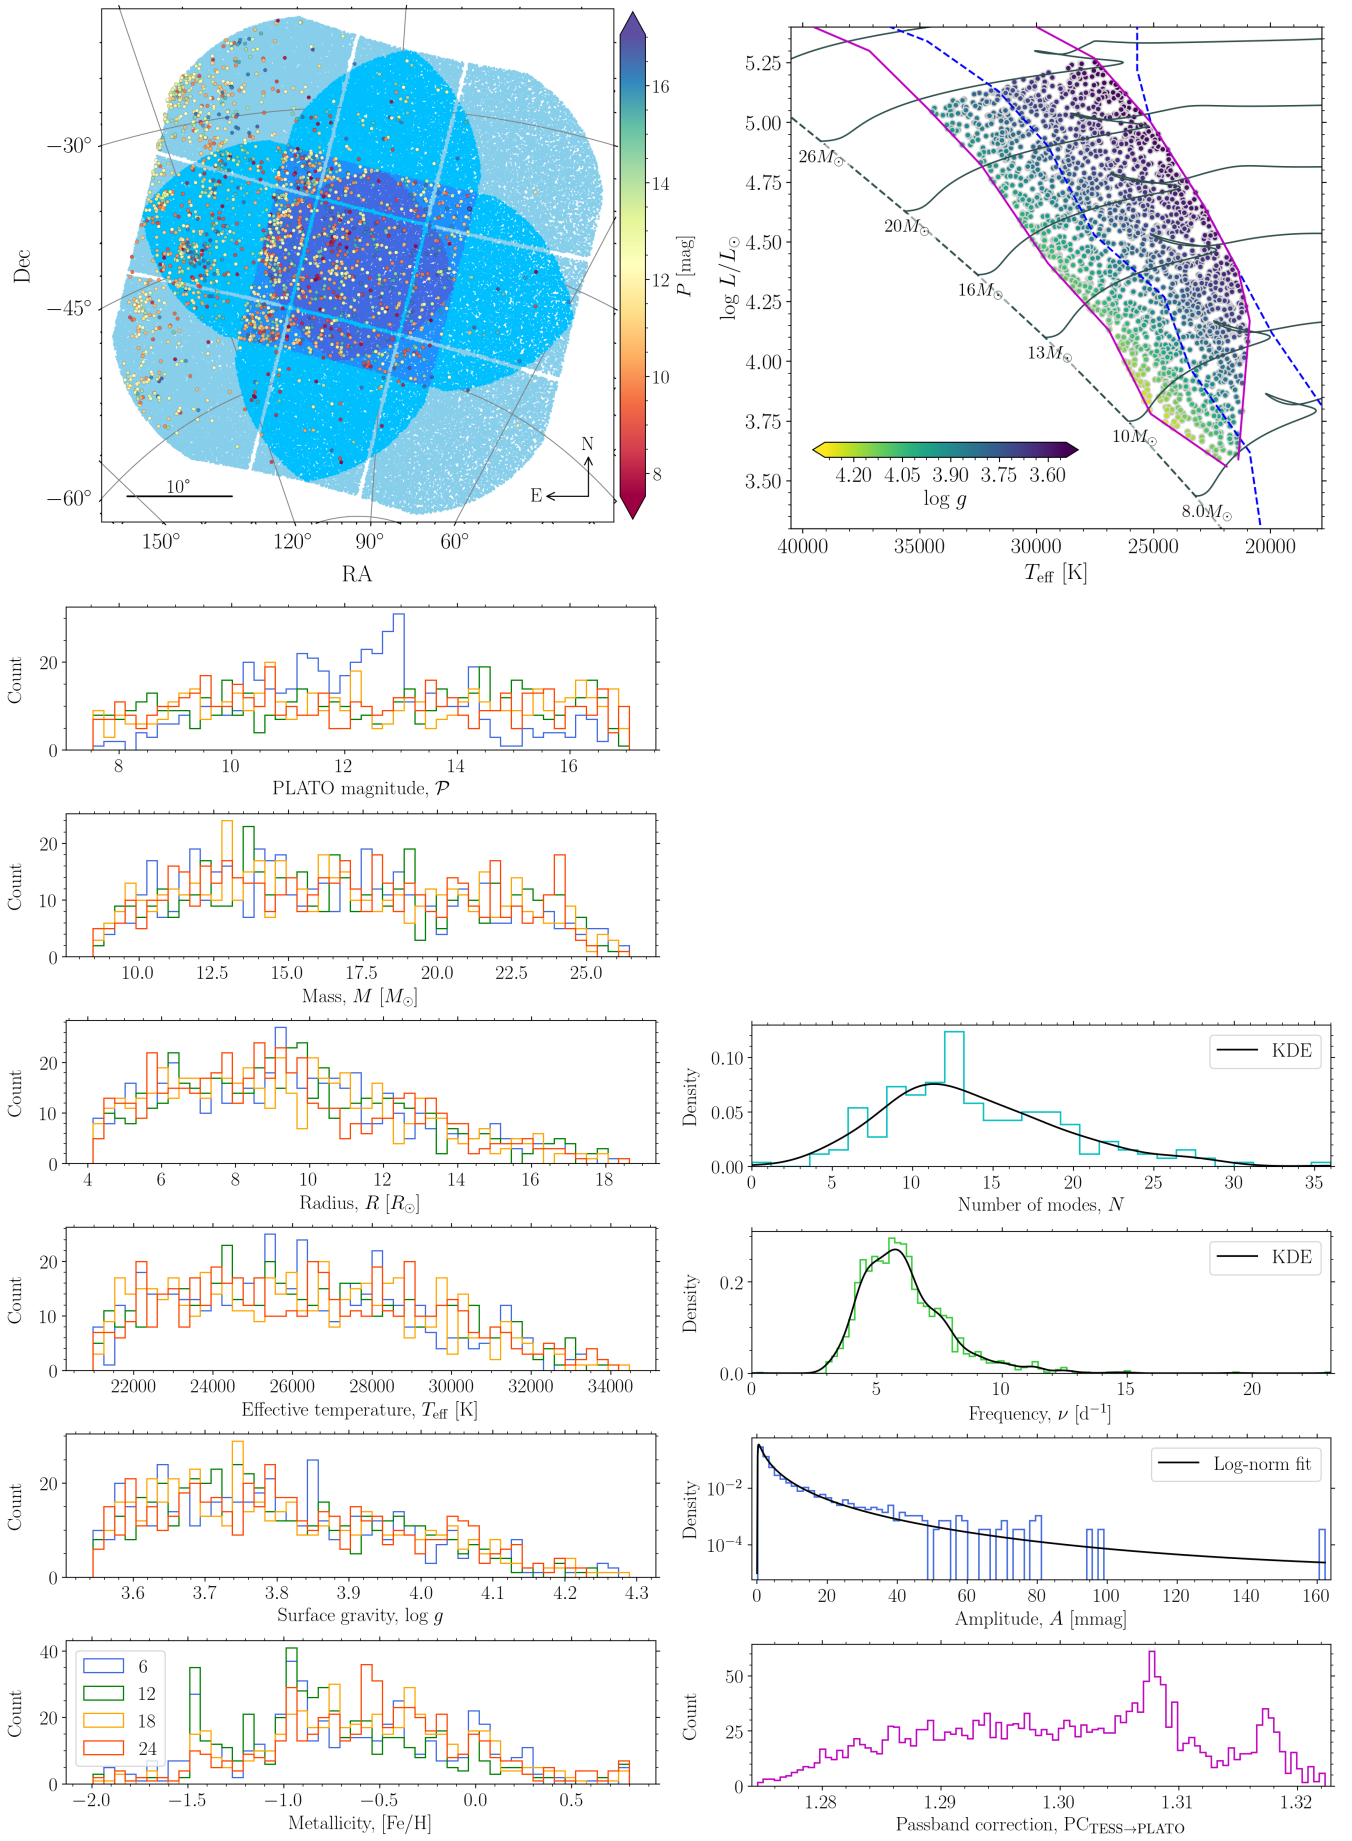 −30°
−45°
−60°
Dec
10°
N
E
150°
120°
90°
60°
RA
16
14
12
10
8
P [mag]
5.25
5.00
4.75
4.50
4.25
4.00
3.75
3.50
log L/L⊙
26M⊙
20M⊙
16M⊙
13M⊙
10M⊙
8.0M⊙
4.20 4.05 3.90 3.75 3.60
log g
40000 35000 30000 25000 20000
Teff [K]
Count
20
0
8 10 12 14 16
PLATO magnitude, P
Count
20
10
0
10.0 12.5 15.0 17.5 20.0 22.5 25.0
Mass, M [M⊙]
Count
20
10
0
4 6 8 10 12 14 16 18
Radius, R [R⊙]
Count
20
10
0
22000 24000 26000 28000 30000 32000 34000
Effective temperature, Teff [K]
Count
20
0
3.6 3.7 3.8 3.9 4.0 4.1 4.2 4.3
Surface gravity, log g
Count
40
20
0
6
12
18
24
−2.0 −1.5 −1.0 −0.5 0.0 0.5
Metallicity, [Fe/H]
Density
0.10
0.05
0.00
KDE
0 5 10 15 20 25 30 35
Number of modes, N
Density
0.2
0.0
KDE
0 5 10 15 20
Frequency, ν [d⁻¹]
Density
10⁻²
10⁻⁴
Log-norm fit
0 20 40 60 80 100 120 140 160
Amplitude, A [mmag]
Count
50
25
0
1.28 1.29 1.30 1.31 1.32
Passband correction, PC_TESS→PLATO